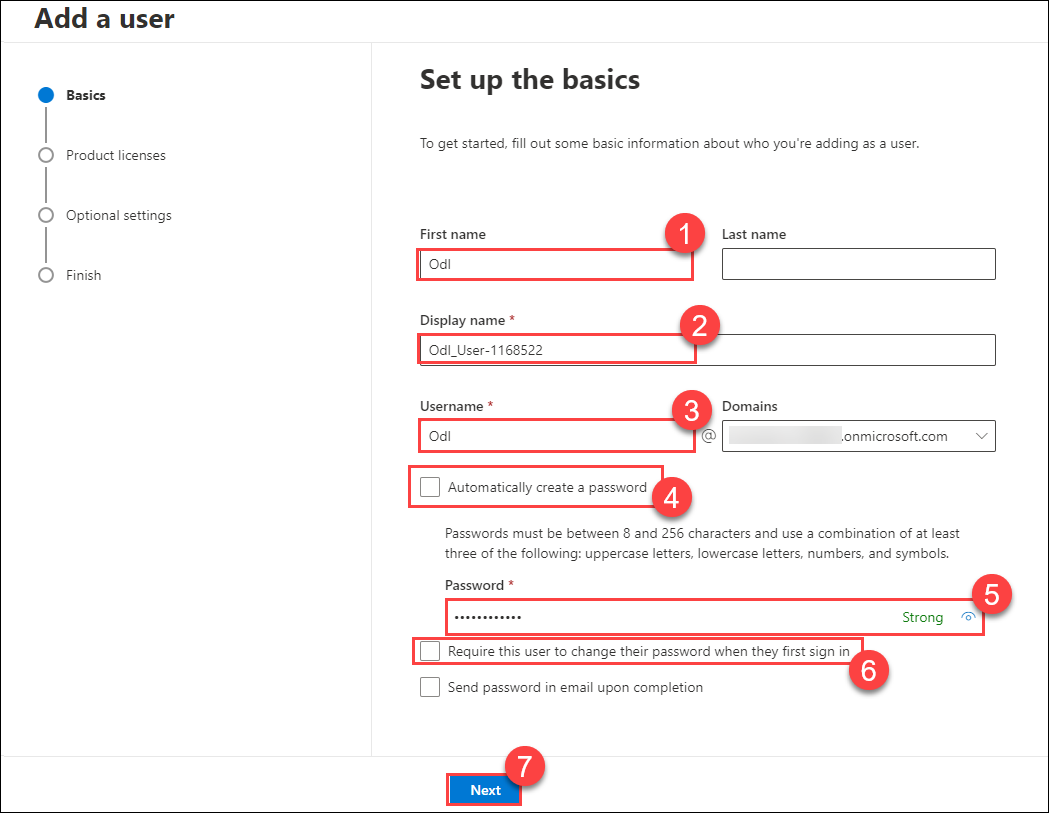 Add a user
Basics
Product licenses
Optional settings
Finish
Set up the basics
To get started, fill out some basic information about who you're adding as a user.
First name
1
Last name
Odl
Display name *
2
Odl_User-1168522
Username *
3
Domains
Odl
@
.onmicrosoft.com
Automatically create a password
4
Passwords must be between 8 and 256 characters and use a combination of at least
three of the following: uppercase letters, lowercase letters, numbers, and symbols.
Password *
5
•••••••••••• Strong
Require this user to change their password when they first sign in
6
Send password in email upon completion
7
Next